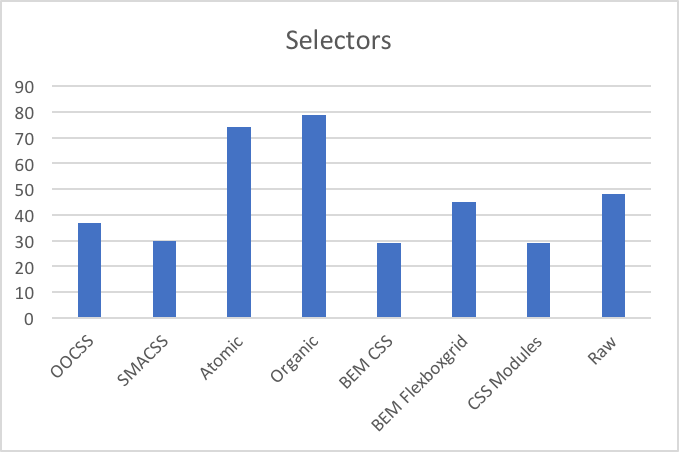 Selectors
90
80
70
60
50
40
30
20
10
0
OOCSS
SMACSS
Atomic
Organic
BEM CSS
BEM Flexboxgrid
CSS Modules
Raw